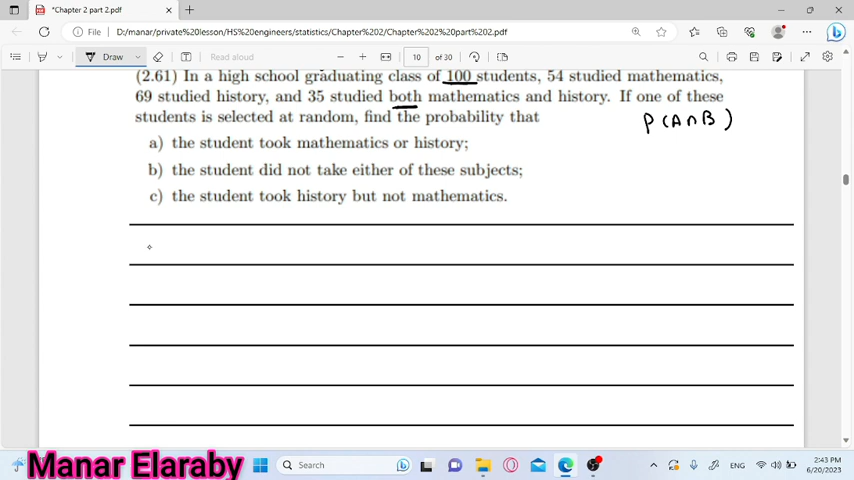 *Chapter 2 part 2.pdf
File
D:/manar/private%20lesson/HS%20engineers/statistics/Chapter%202/Chapter%202%20part%202.pdf
Draw
Read aloud
10
of 30
(2.61) In a high school graduating class of 100 students, 54 studied mathematics,
69 studied history, and 35 studied both mathematics and history. If one of these
students is selected at random, find the probability that
P(A∩B)
a) the student took mathematics or history;
b) the student did not take either of these subjects;
c) the student took history but not mathematics.
Manar Elaraby
Search
ENG
2:43 PM
6/20/2023